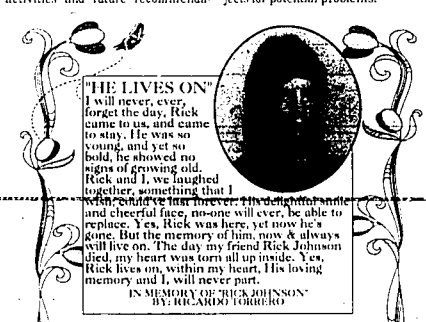 activities and future recommenda- jects for potential problems.
"HE LIVES ON"
I will never, ever,
forget the day, Rick
came to us, and came
to stay. He was so
young, and yet so
bold, he showed no
signs of growing old.
Rick and I, we laughed
together, something that I
wish, could've last forever. His delightful smile
and cheerful face, no-one will ever, be able to
replace. Yes, Rick was here, yet now he's
gone. But the memory of him, now & always
will live on. The day my friend Rick Johnson
died, my heart was torn all up inside. Yes,
Rick lives on, within my heart, His loving
memory and I, will never part.
IN MEMORY OF "RICK JOHNSON"
BY: RICARDO TORRERO